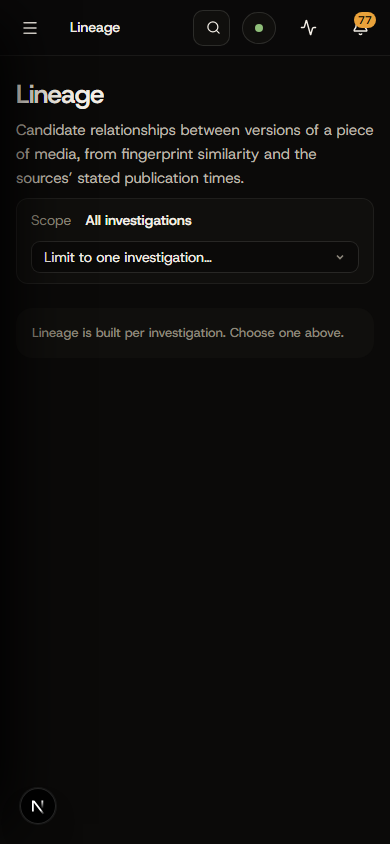 Lineage
77
Lineage
Candidate relationships between versions of a piece
of media, from fingerprint similarity and the
sources’ stated publication times.
Scope All investigations
Limit to one investigation...
Lineage is built per investigation. Choose one above.
N